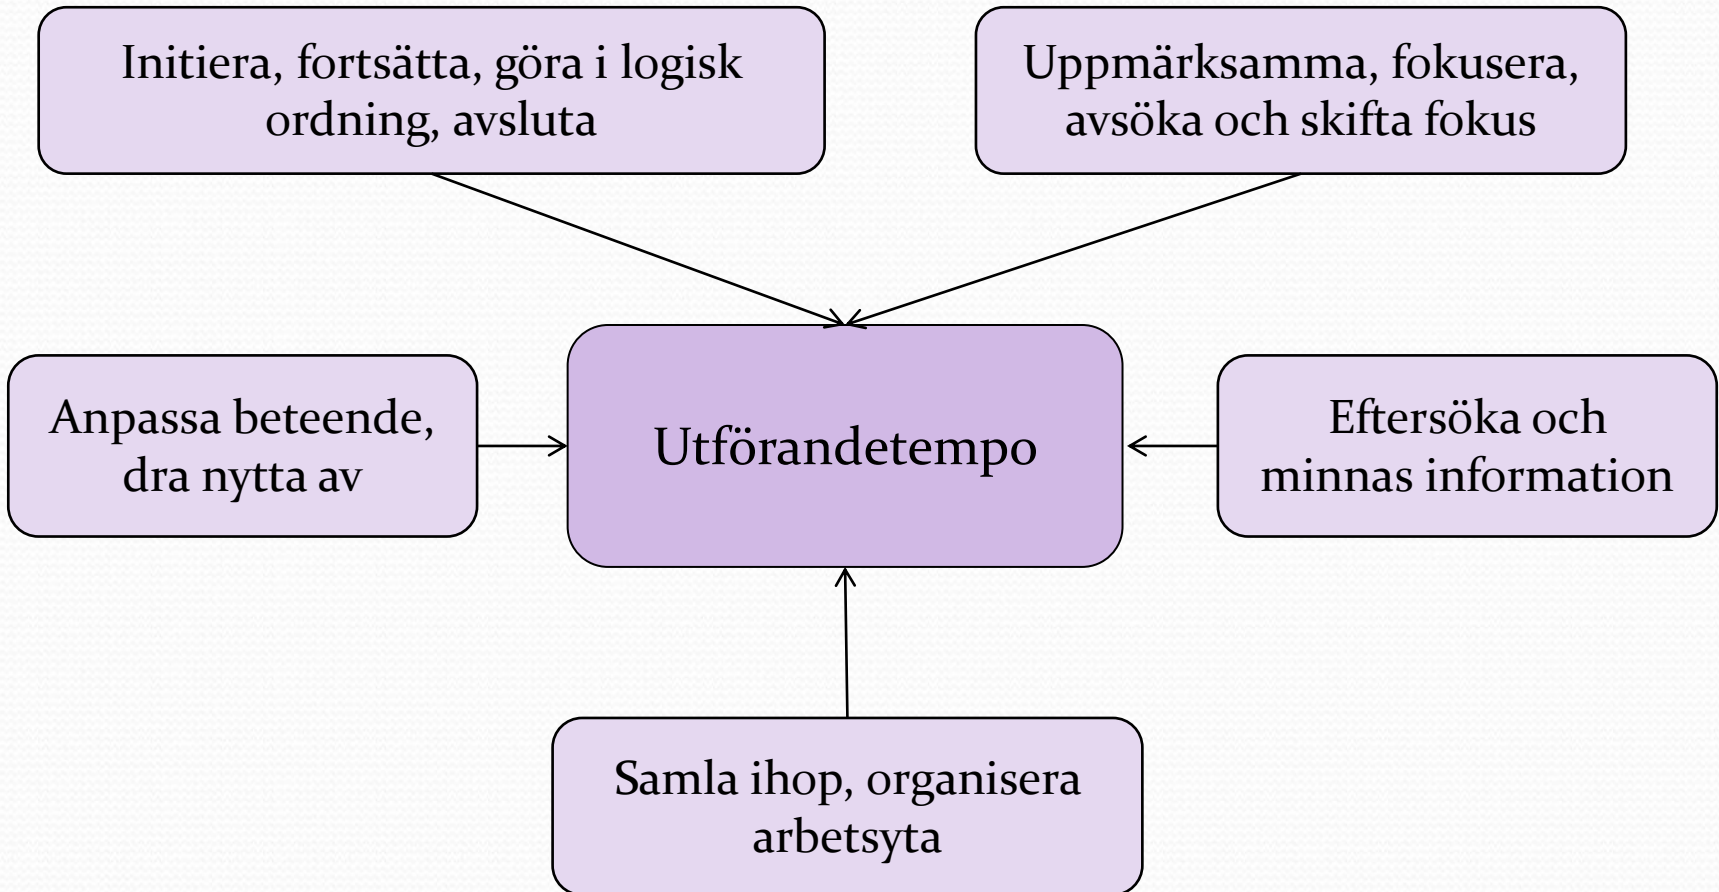 Initiera, fortsätta, göra i logisk
ordning, avsluta
Uppmärksamma, fokusera,
avsöka och skifta fokus
Anpassa beteende,
dra nytta av
Utförandetempo
Eftersöka och
minnas information
Samla ihop, organisera
arbetsyta